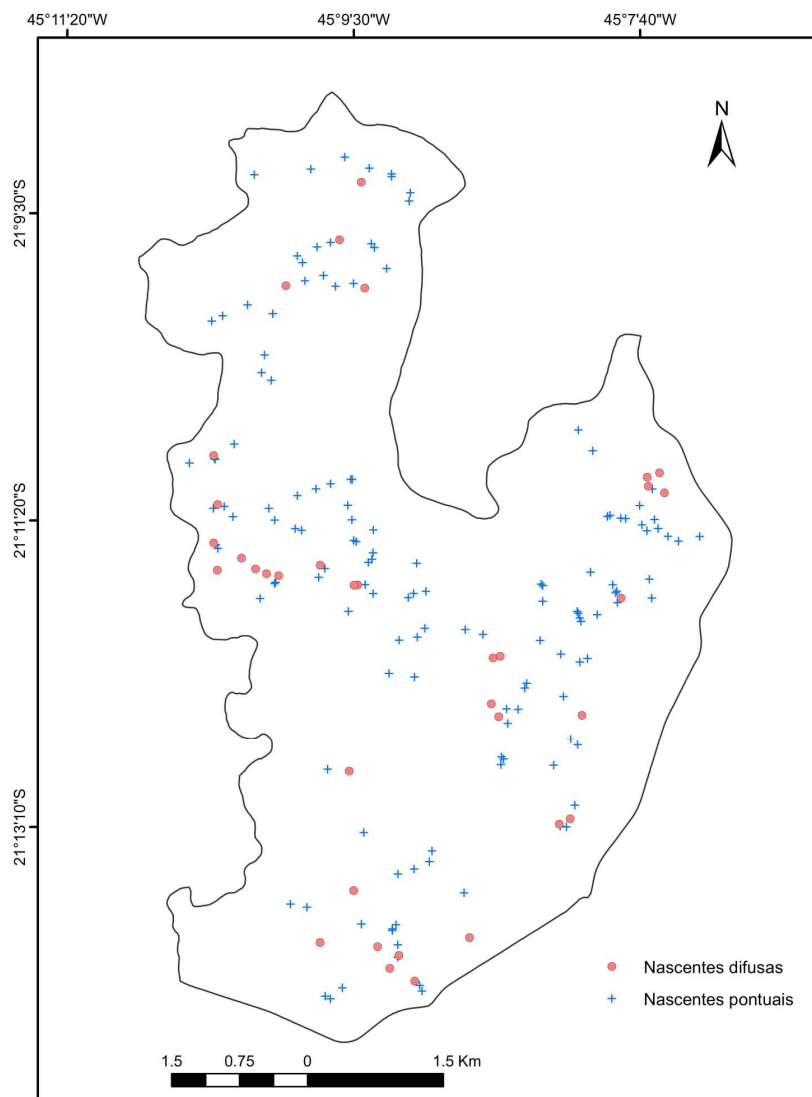 45°11'20"W 45°9'30"W 45°7'40"W
N
21°9'30"S
21°11'20"S
21°13'10"S
Nascentes difusas
Nascentes pontuais
1.5 0.75 0 1.5 Km